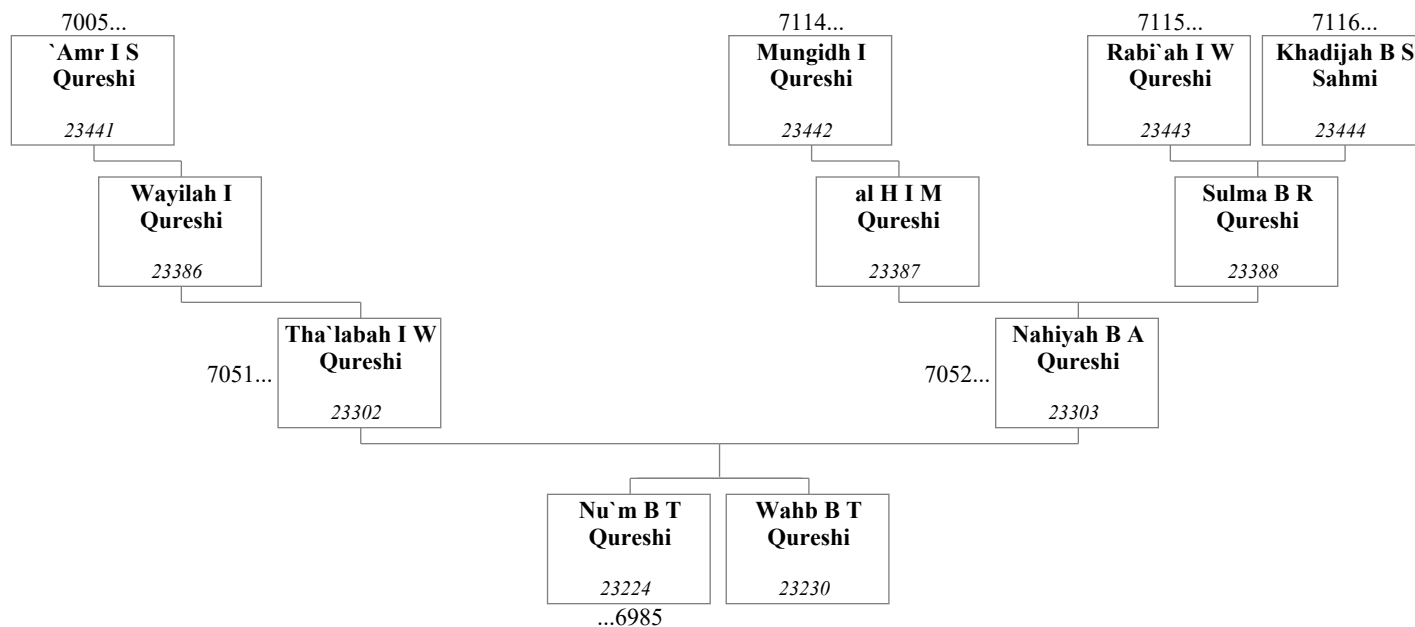 7005... 7114... 7115... 7116...
`Amr I S
Qureshi
23441
Mungidh I
Qureshi
23442
Rabi`ah I W
Qureshi
23443
Khadijah B S
Sahmi
23444
Wayilah I
Qureshi
23386
al H I M
Qureshi
23387
Sulma B R
Qureshi
23388
7051...
Tha`labah I W
Qureshi
23302
7052...
Nahiyah B A
Qureshi
23303
Nu`m B T
Qureshi
23224
...6985
Wahb B T
Qureshi
23230